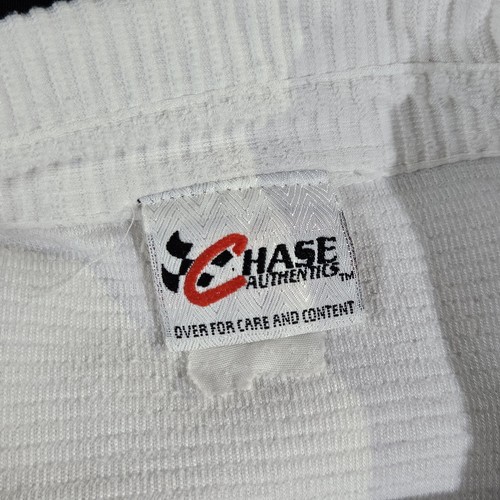 CHASE
AUTHENTICS™
OVER FOR CARE AND CONTENT